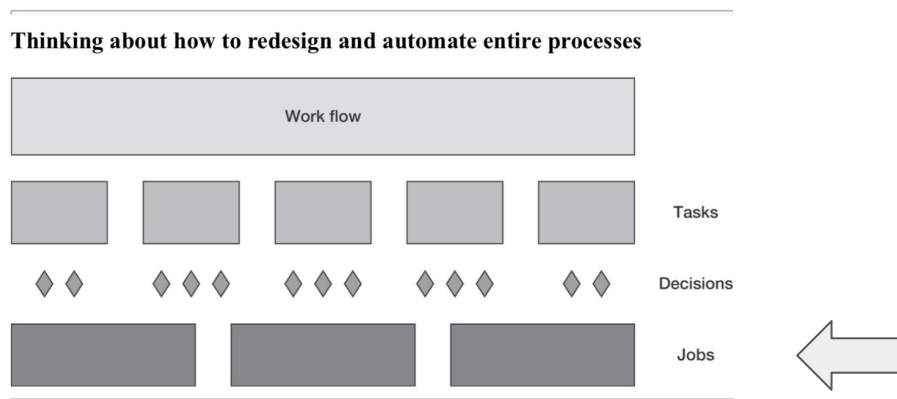 Thinking about how to redesign and automate entire processes
Work flow
Tasks
Decisions
Jobs